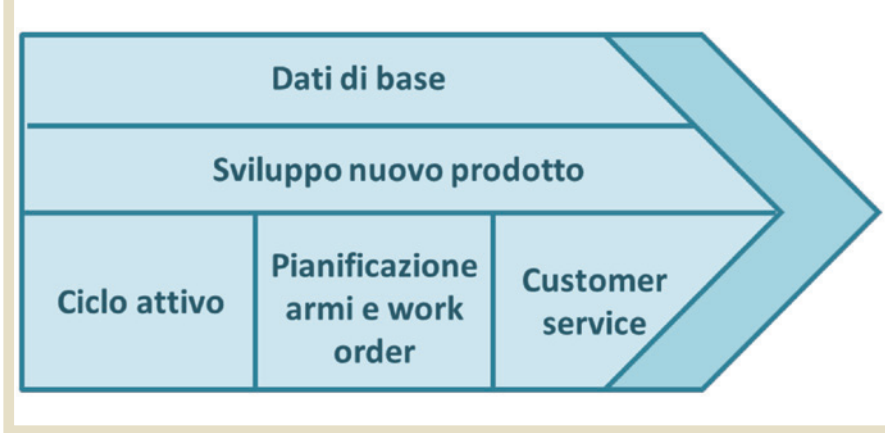 Dati di base
Sviluppo nuovo prodotto
Ciclo attivo
Pianificazione
armi e work
order
Customer
service